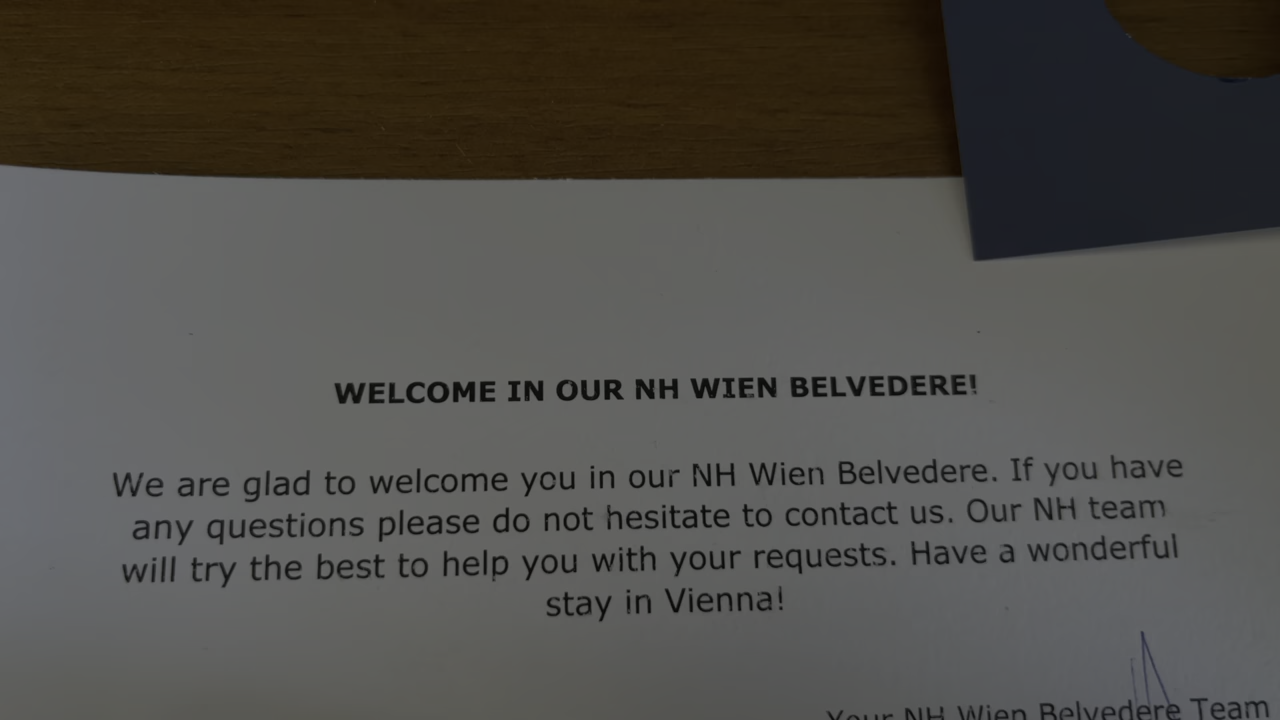 WELCOME IN OUR NH WIEN BELVEDERE!
We are glad to welcome you in our NH Wien Belvedere. If you have
any questions please do not hesitate to contact us. Our NH team
will try the best to help you with your requests. Have a wonderful
stay in Vienna!
Your NH Wien Belvedere Team